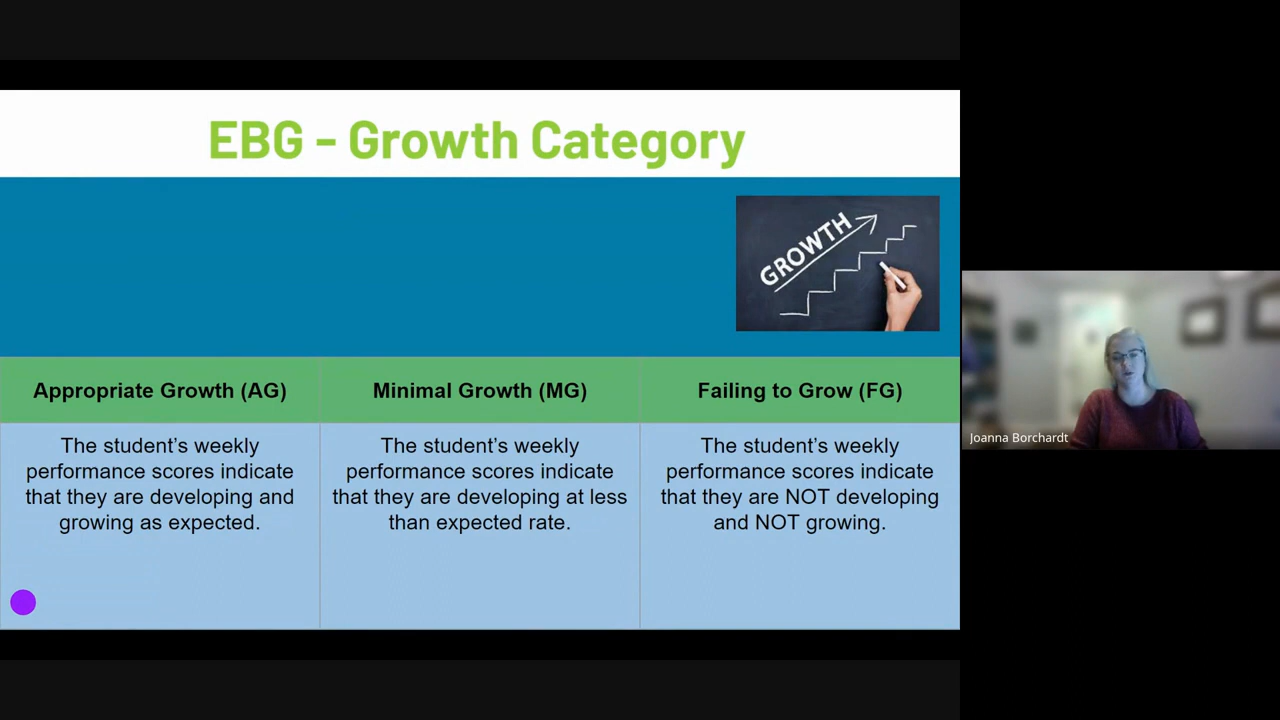 EBG - Growth Category
GROWTH
Appropriate Growth (AG)
Minimal Growth (MG)
Failing to Grow (FG)
The student’s weekly
performance scores indicate
that they are developing and
growing as expected.
The student’s weekly
performance scores indicate
that they are developing at less
than expected rate.
The student’s weekly
performance scores indicate
that they are NOT developing
and NOT growing.
Joanna Borchardt